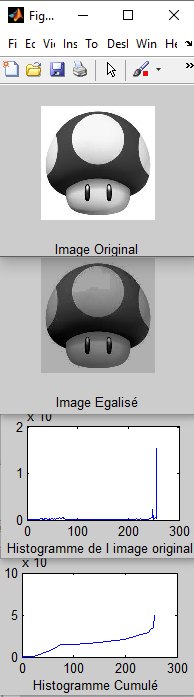 Fig...
Fi Ec Vi Ins To Desl Win He
Image Original
Image Egalisé
x 10
2
1
0
0 100 200 300
Histogramme de l image original
x 10
10
5
0
0 100 200 300
Histogramme Cumulé